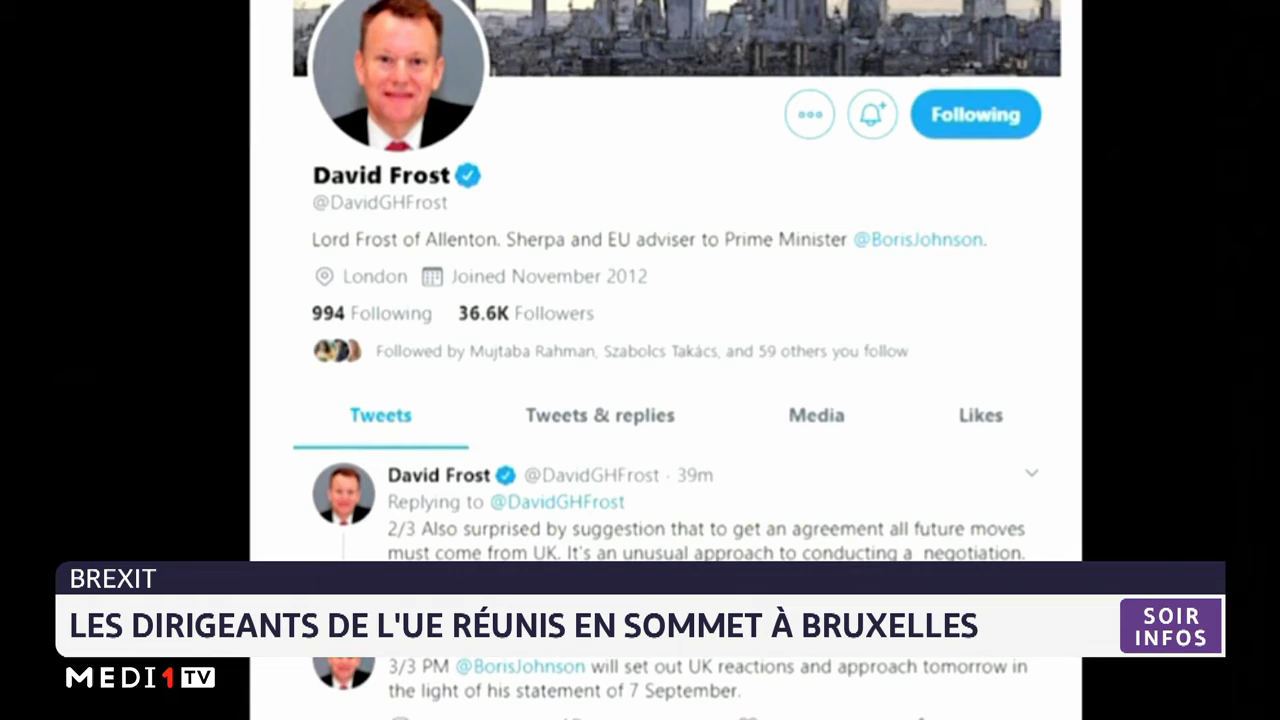 Following
David Frost
@DavidGHFrost
Lord Frost of Allenton. Sherpa and EU adviser to Prime Minister @BorisJohnson.
London Joined November 2012
994 Following 36.6K Followers
Followed by Mujtaba Rahman, Szabolcs Takács, and 59 others you follow
Tweets Tweets & replies Media Likes
David Frost @DavidGHFrost · 39m
Replying to @DavidGHFrost
2/3 Also surprised by suggestion that to get an agreement all future moves
must come from UK. It's an unusual approach to conducting a negotiation.
BREXIT
LES DIRIGEANTS DE L'UE RÉUNIS EN SOMMET À BRUXELLES
SOIR
INFOS
MEDI1 TV
3/3 PM @BorisJohnson will set out UK reactions and approach tomorrow in
the light of his statement of 7 September.